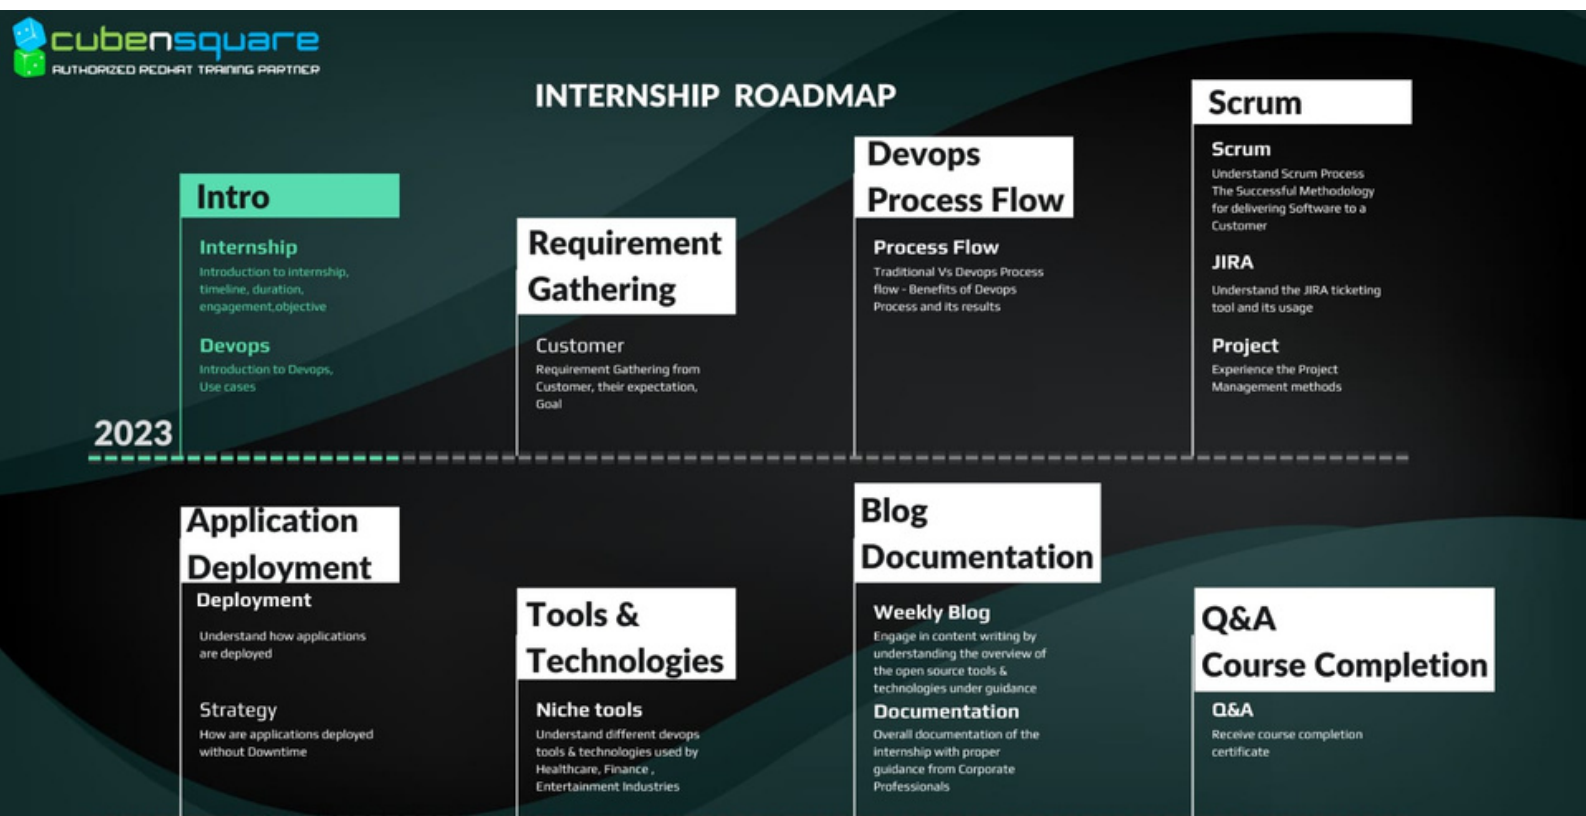 cubensquare
AUTHORIZED REDHAT TRAINING PARTNER
INTERNSHIP ROADMAP
Intro
Internship
Introduction to internship,
timeline, duration,
engagement,objective
Devops
Introduction to Devops,
Use cases
Requirement
Gathering
Customer
Requirement Gathering from
Customer, their expectation,
Goal
Devops
Process Flow
Process Flow
Traditional Vs Devops Process
flow - Benefits of Devops
Process and its results
Scrum
Scrum
Understand Scrum Process
The Successful Methodology
for delivering Software to a
Customer
JIRA
Understand the JIRA ticketing
tool and its usage
Project
Experience the Project
Management methods
2023
Application
Deployment
Deployment
Understand how applications
are deployed
Strategy
How are applications deployed
without Downtime
Tools &
Technologies
Niche tools
Understand different devops
tools & technologies used by
Healthcare, Finance ,
Entertainment Industries
Blog
Documentation
Weekly Blog
Engage in content writing by
understanding the overview of
the open source tools &
technologies under guidance
Documentation
Overall documentation of the
internship with proper
guidance from Corporate
Professionals
Q&A
Course Completion
Q&A
Receive course completion
certificate